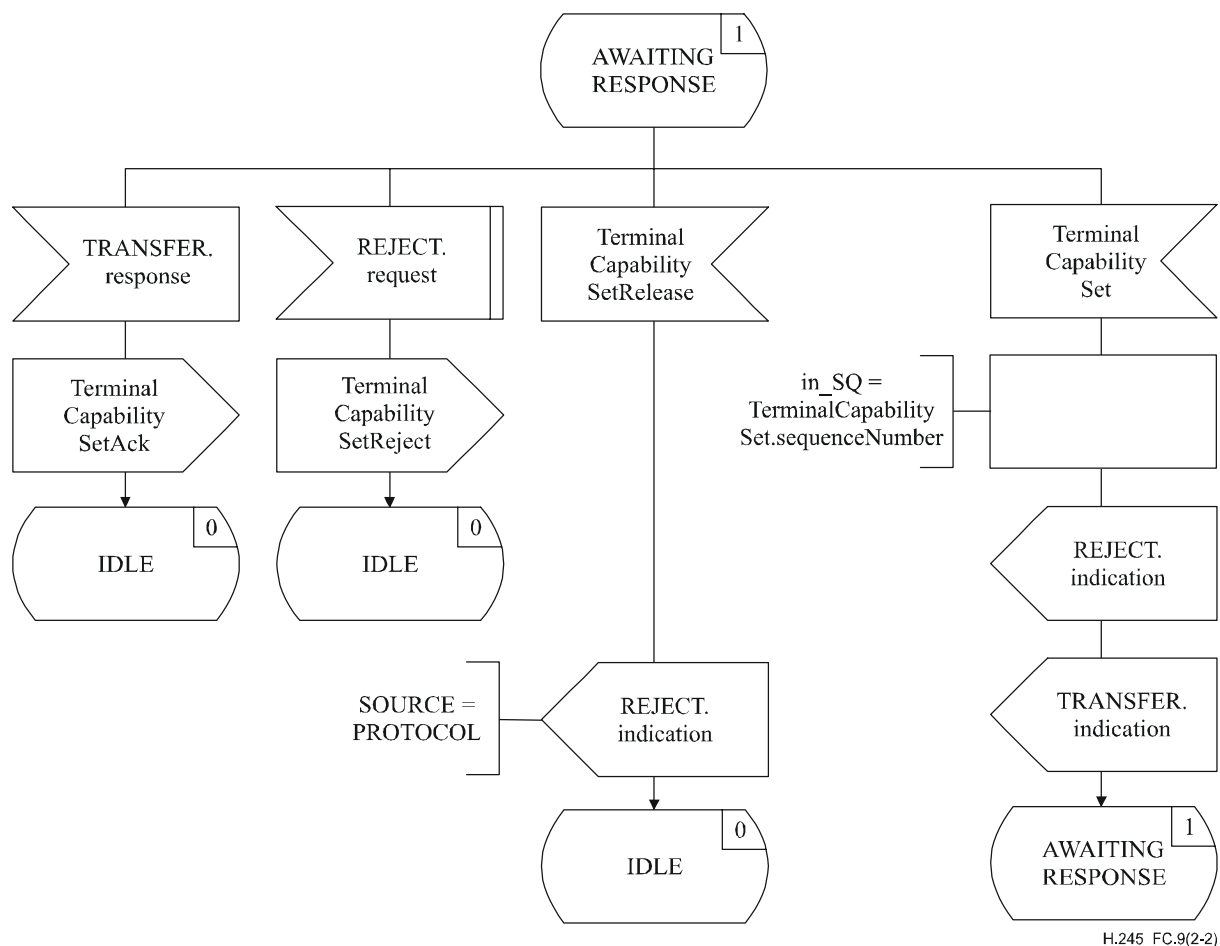 1
AWAITING
RESPONSE
TRANSFER.
response
REJECT.
request
Terminal
Capability
SetRelease
Terminal
Capability
Set
Terminal
Capability
SetAck
Terminal
Capability
SetReject
in_SQ =
TerminalCapability
Set.sequenceNumber
0
IDLE
0
IDLE
REJECT.
indication
SOURCE =
PROTOCOL
REJECT.
indication
TRANSFER.
indication
0
IDLE
1
AWAITING
RESPONSE
H.245 FC.9(2-2)